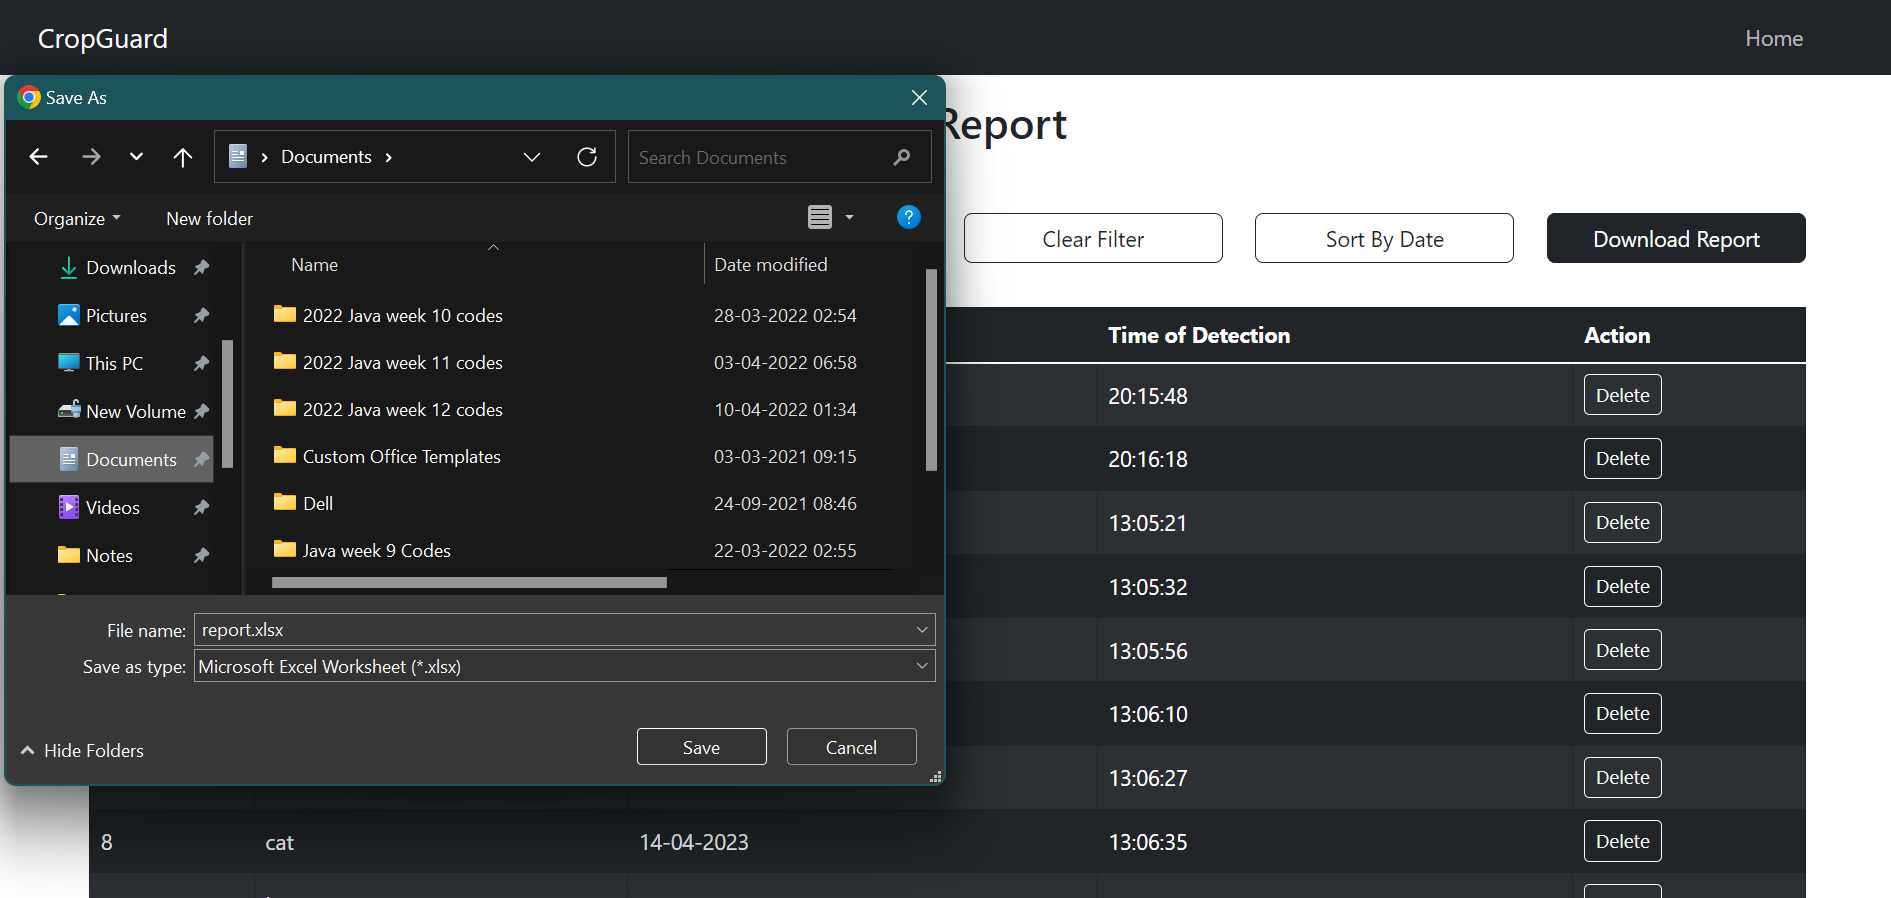 CropGuard
Home
Save As
Report
Documents
Search Documents
Organize
New folder
Clear Filter
Sort By Date
Download Report
Downloads
Pictures
This PC
New Volume
Documents
Videos
Notes
Name
Date modified
2022 Java week 10 codes 28-03-2022 02:54
2022 Java week 11 codes 03-04-2022 06:58
2022 Java week 12 codes 10-04-2022 01:34
Custom Office Templates 03-03-2021 09:15
Dell 24-09-2021 08:46
Java week 9 Codes 22-03-2022 02:55
File name: report.xlsx
Save as type: Microsoft Excel Worksheet (*.xlsx)
Hide Folders
Save
Cancel
Time of Detection Action
20:15:48 Delete
20:16:18 Delete
13:05:21 Delete
13:05:32 Delete
13:05:56 Delete
13:06:10 Delete
13:06:27 Delete
8 cat 14-04-2023 13:06:35 Delete